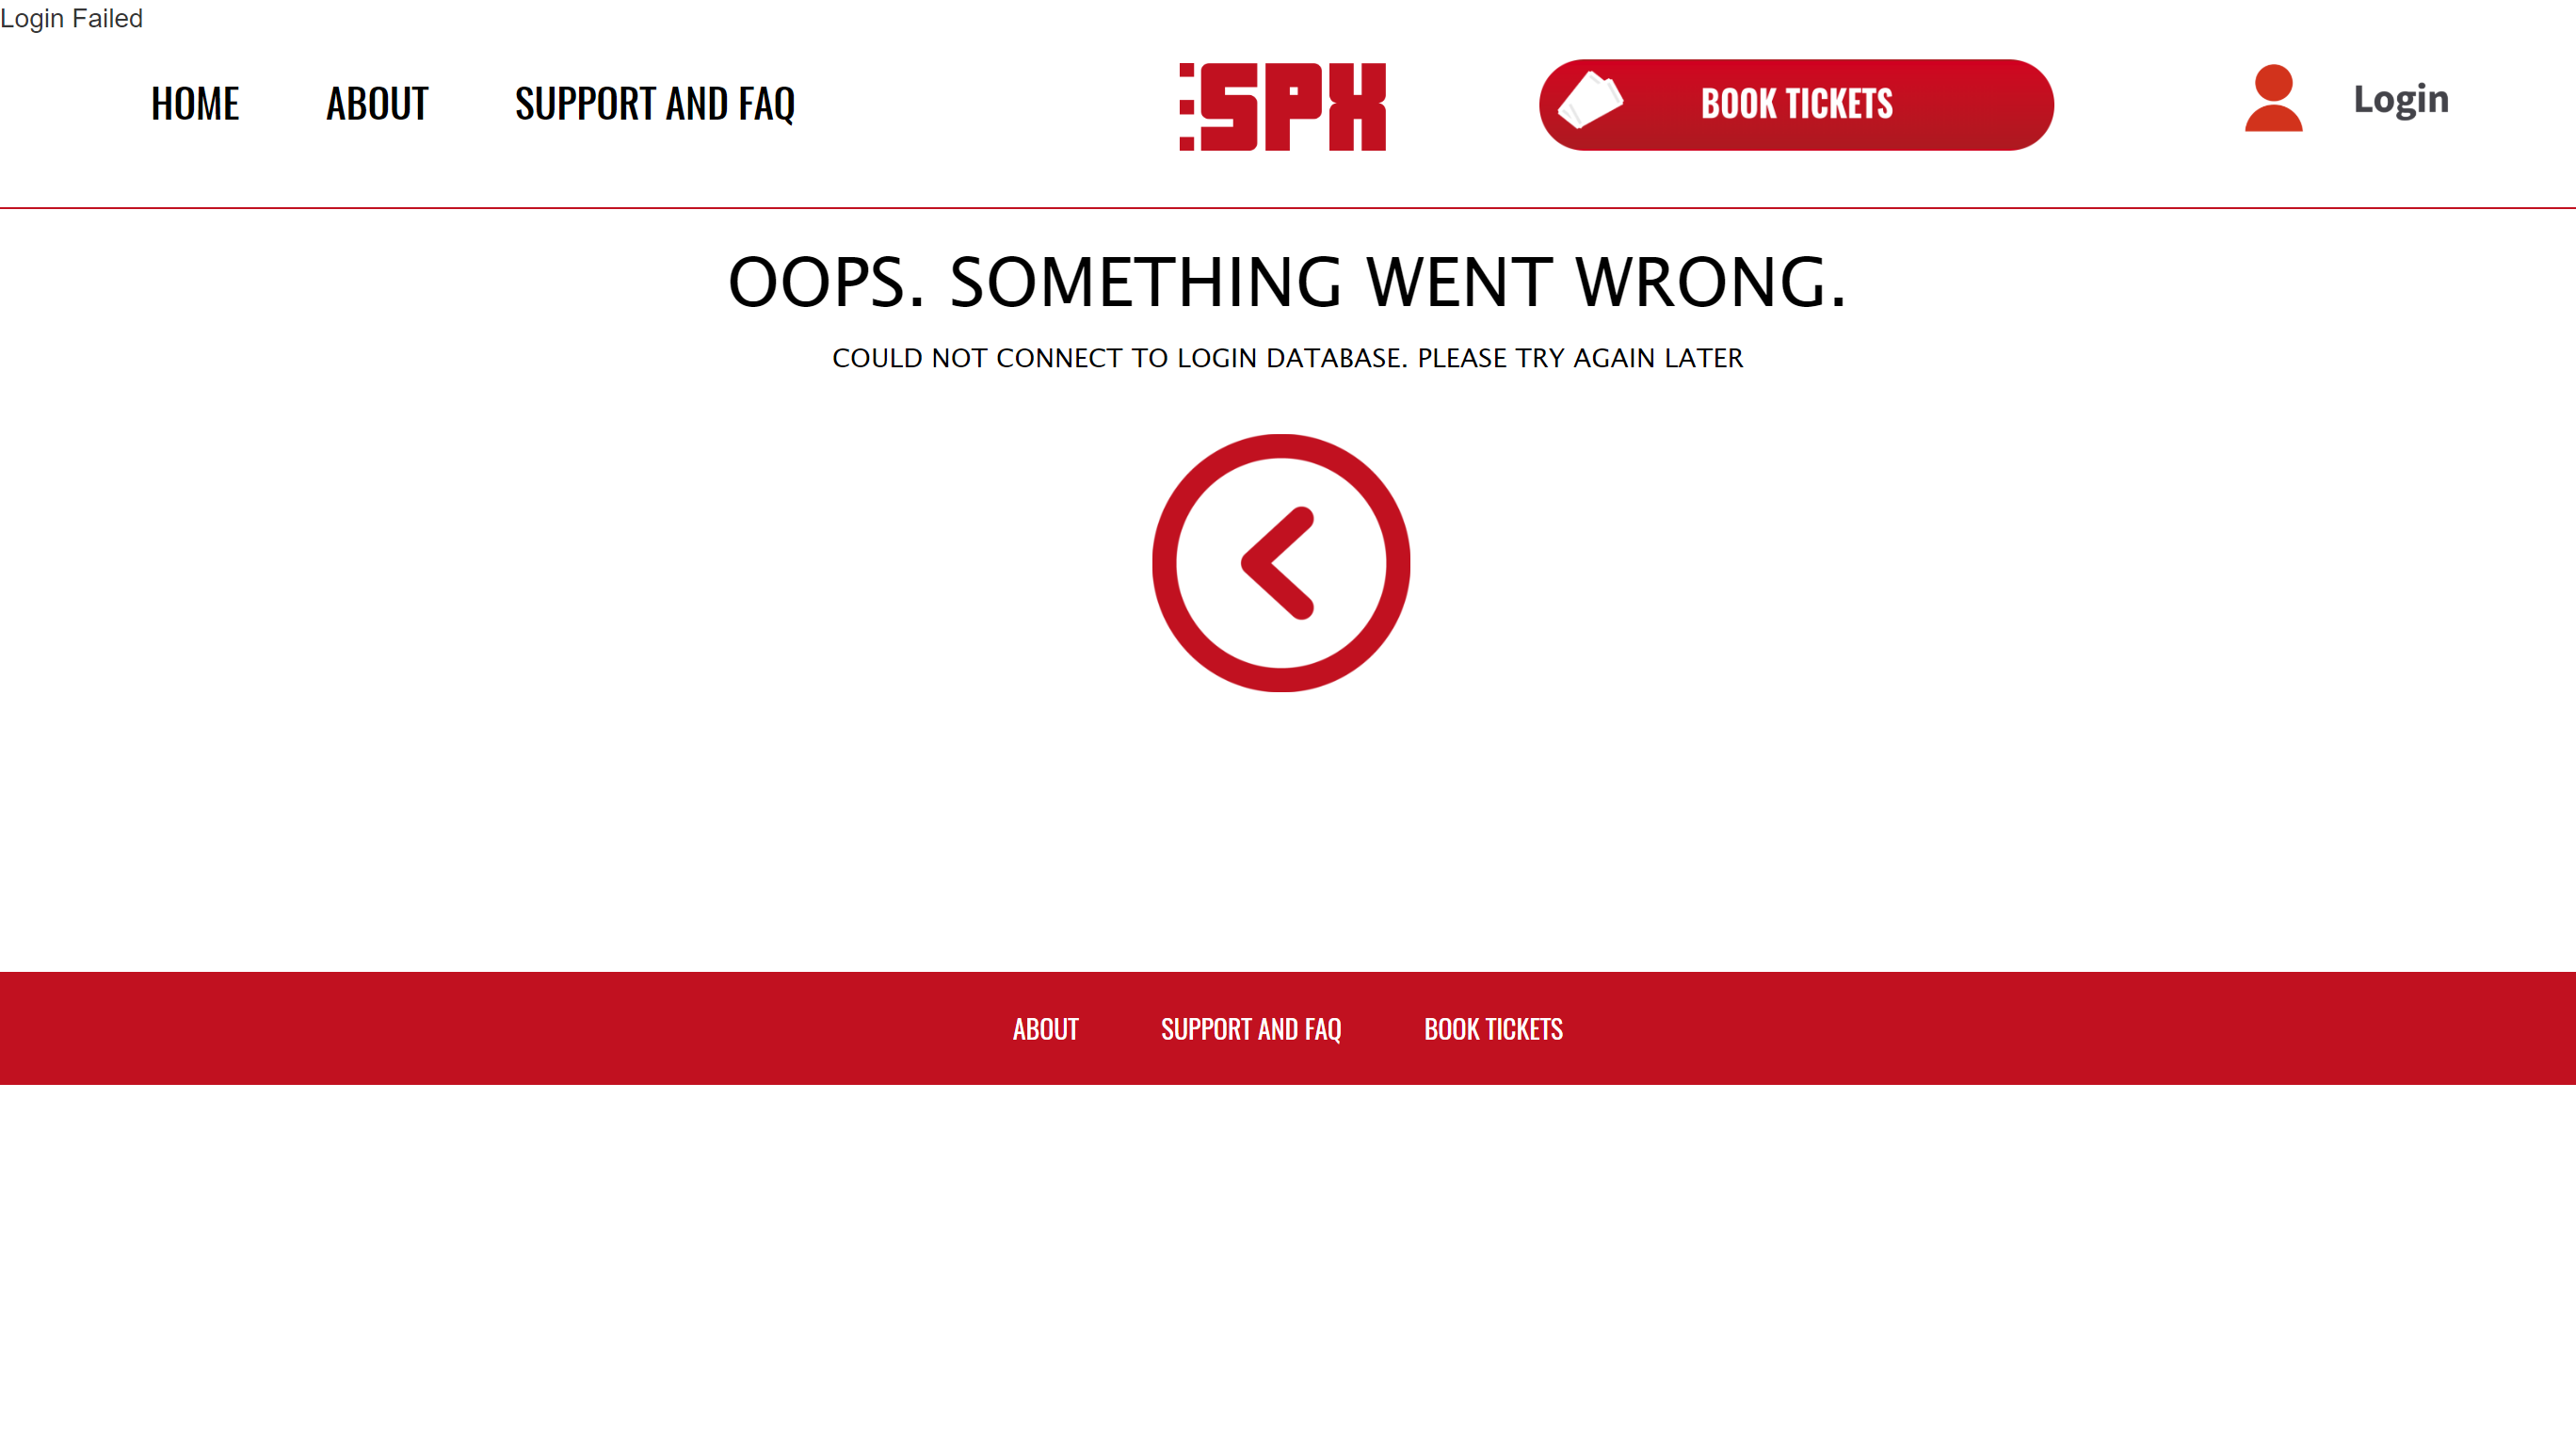 Login Failed
HOME ABOUT SUPPORT AND FAQ SPX BOOK TICKETS Login
OOPS. SOMETHING WENT WRONG.
COULD NOT CONNECT TO LOGIN DATABASE. PLEASE TRY AGAIN LATER
ABOUT SUPPORT AND FAQ BOOK TICKETS